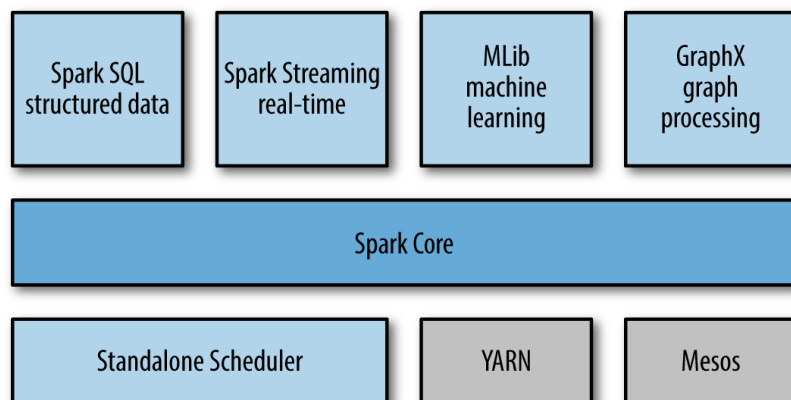 Spark SQL
structured data
Spark Streaming
real-time
MLib
machine
learning
GraphX
graph
processing
Spark Core
Standalone Scheduler
YARN
Mesos